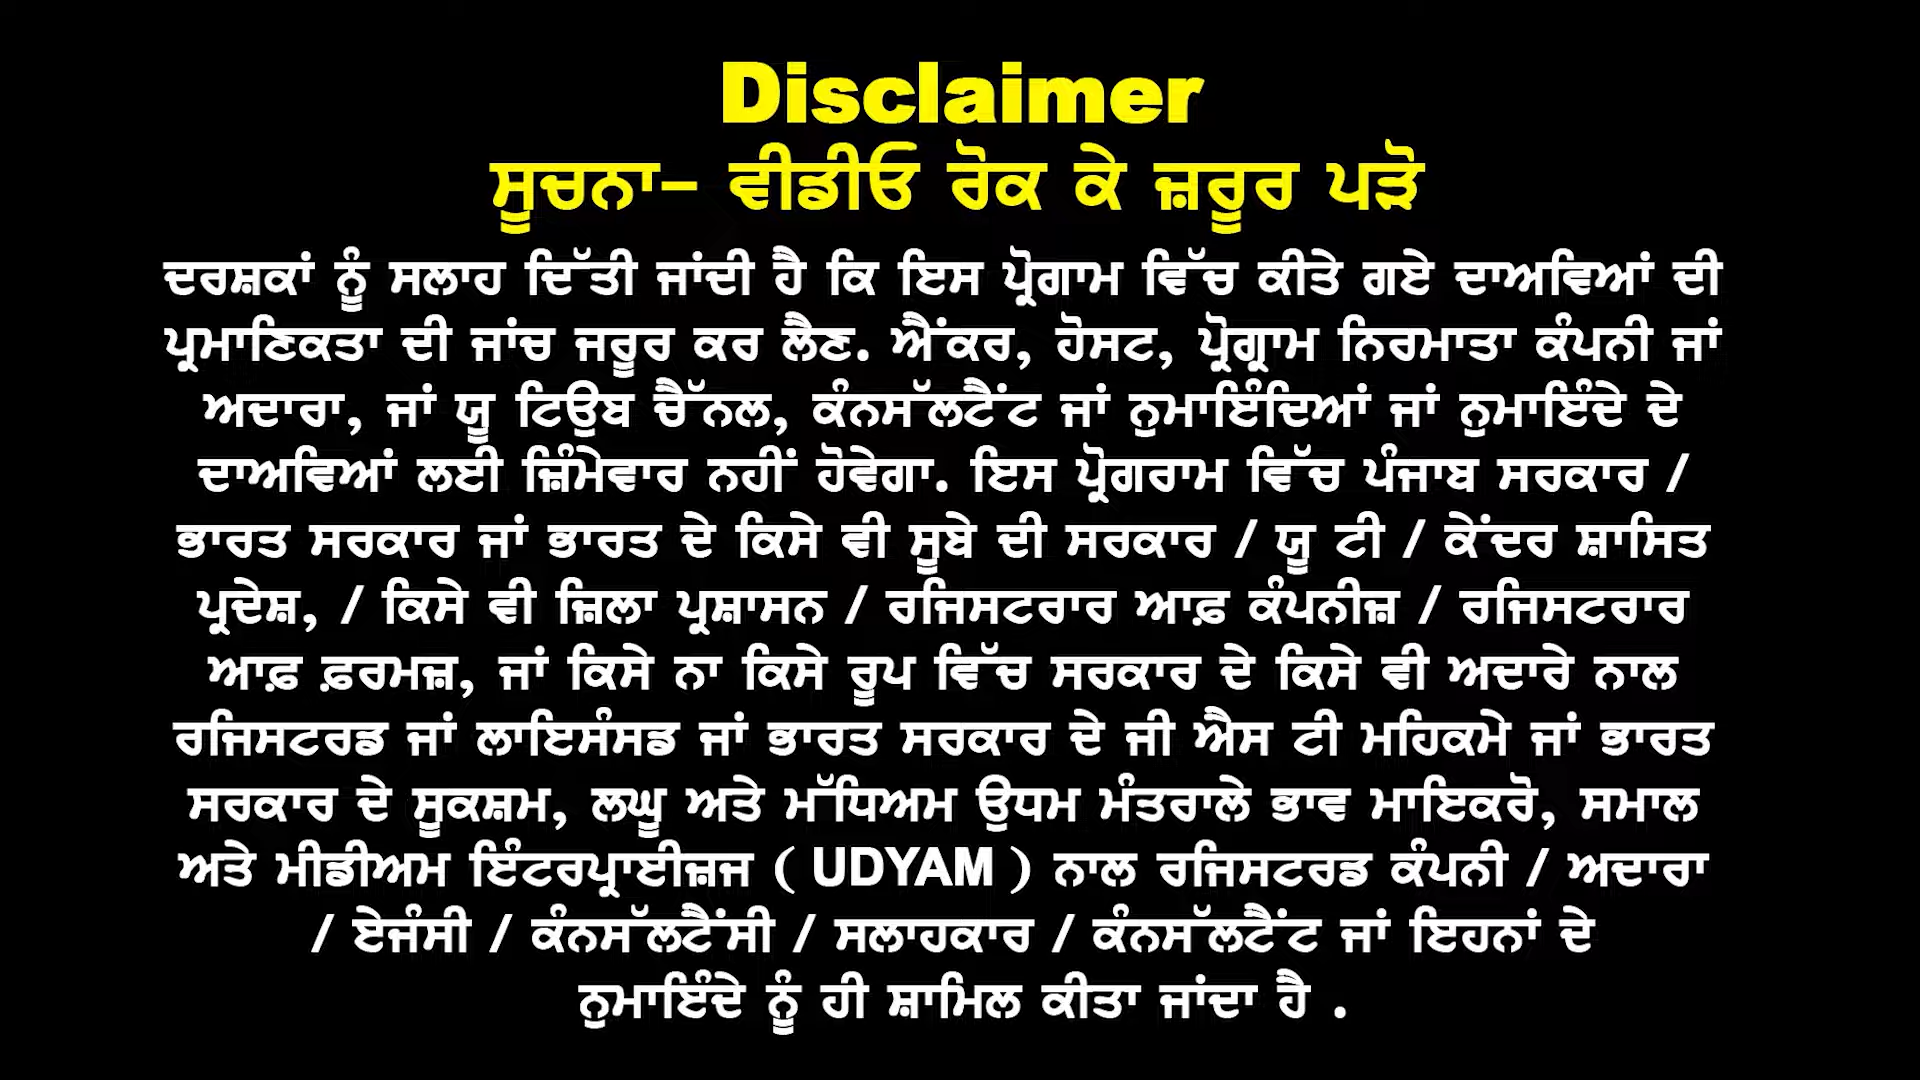 Disclaimer
ਸੂਚਨਾ- ਵੀਡੀਓ ਰੋਕ ਕੇ ਜ਼ਰੂਰ ਪੜੋ
ਦਰਸ਼ਕਾਂ ਨੂੰ ਸਲਾਹ ਦਿੱਤੀ ਜਾਂਦੀ ਹੈ ਕਿ ਇਸ ਪ੍ਰੋਗਾਮ ਵਿੱਚ ਕੀਤੇ ਗਏ ਦਾਅਵਿਆਂ ਦੀ
ਪ੍ਰਮਾਣਿਕਤਾ ਦੀ ਜਾਂਚ ਜਰੂਰ ਕਰ ਲੈਣ. ਐਂਕਰ, ਹੋਸਟ, ਪ੍ਰੋਗ੍ਰਾਮ ਨਿਰਮਾਤਾ ਕੰਪਨੀ ਜਾਂ
ਅਦਾਰਾ, ਜਾਂ ਯੂ ਟਿਊਬ ਚੈੱਨਲ, ਕੰਨਸੱਲਟੈਂਟ ਜਾਂ ਨੁਮਾਇੰਦਿਆਂ ਜਾਂ ਨੁਮਾਇੰਦੇ ਦੇ
ਦਾਅਵਿਆਂ ਲਈ ਜ਼ਿੰਮੇਵਾਰ ਨਹੀਂ ਹੋਵੇਗਾ. ਇਸ ਪ੍ਰੋਗਰਾਮ ਵਿੱਚ ਪੰਜਾਬ ਸਰਕਾਰ /
ਭਾਰਤ ਸਰਕਾਰ ਜਾਂ ਭਾਰਤ ਦੇ ਕਿਸੇ ਵੀ ਸੂਬੇ ਦੀ ਸਰਕਾਰ / ਯੂ ਟੀ / ਕੇਂਦਰ ਸ਼ਾਸਿਤ
ਪ੍ਰਦੇਸ਼, / ਕਿਸੇ ਵੀ ਜ਼ਿਲਾ ਪ੍ਰਸ਼ਾਸਨ / ਰਜਿਸਟਰਾਰ ਆਫ਼ ਕੰਪਨੀਜ਼ / ਰਜਿਸਟਰਾਰ
ਆਫ਼ ਫ਼ਰਮਜ਼, ਜਾਂ ਕਿਸੇ ਨਾ ਕਿਸੇ ਰੂਪ ਵਿੱਚ ਸਰਕਾਰ ਦੇ ਕਿਸੇ ਵੀ ਅਦਾਰੇ ਨਾਲ
ਰਜਿਸਟਰਡ ਜਾਂ ਲਾਇਸੰਸਡ ਜਾਂ ਭਾਰਤ ਸਰਕਾਰ ਦੇ ਜੀ ਐਸ ਟੀ ਮਹਿਕਮੇ ਜਾਂ ਭਾਰਤ
ਸਰਕਾਰ ਦੇ ਸੂਕਸ਼ਮ, ਲਘੂ ਅਤੇ ਮੱਧਿਅਮ ਉਧਮ ਮੰਤਰਾਲੇ ਭਾਵ ਮਾਇਕਰੋ, ਸਮਾਲ
ਅਤੇ ਮੀਡੀਅਮ ਇੰਟਰਪ੍ਰਾਈਜ਼ਜ ( UDYAM ) ਨਾਲ ਰਜਿਸਟਰਡ ਕੰਪਨੀ / ਅਦਾਰਾ
/ ਏਜੰਸੀ / ਕੰਨਸੱਲਟੈਂਸੀ / ਸਲਾਹਕਾਰ / ਕੰਨਸੱਲਟੈਂਟ ਜਾਂ ਇਹਨਾਂ ਦੇ
ਨੁਮਾਇੰਦੇ ਨੂੰ ਹੀ ਸ਼ਾਮਿਲ ਕੀਤਾ ਜਾਂਦਾ ਹੈ .